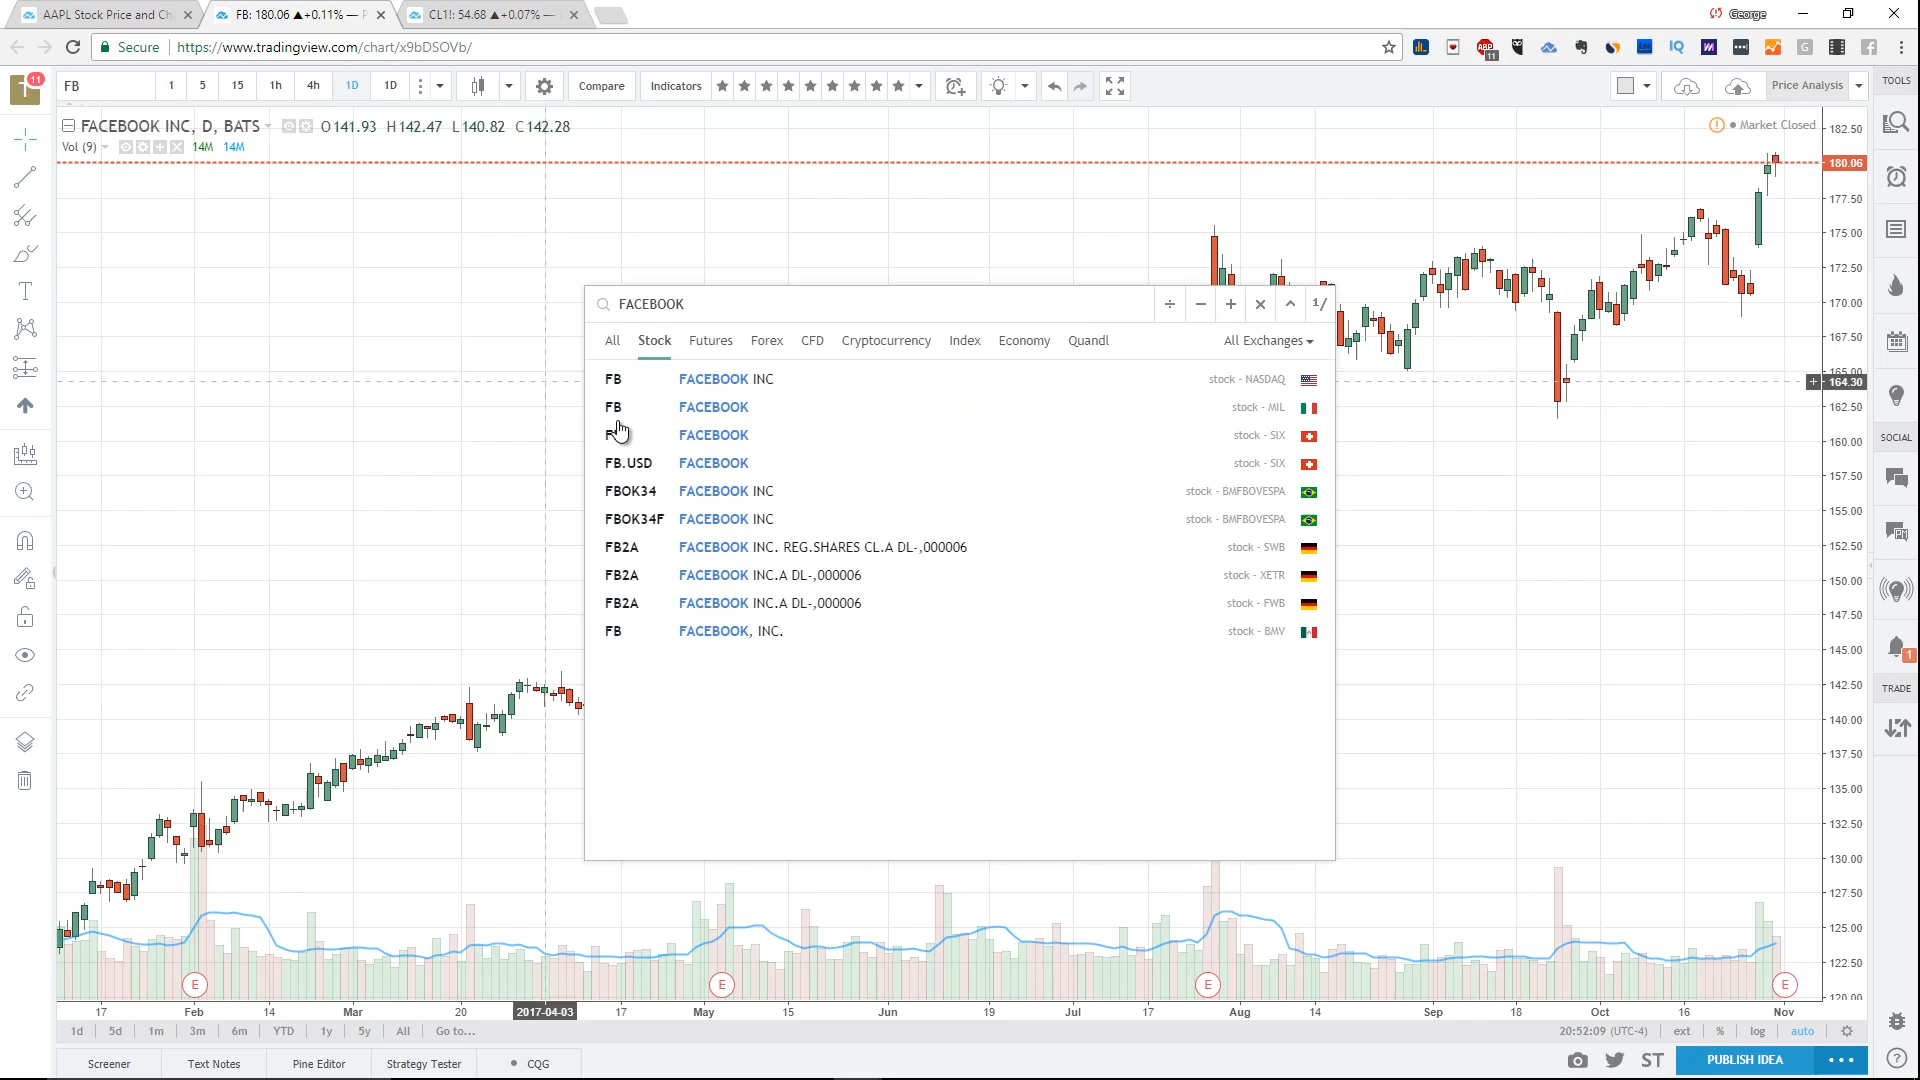 AAPL Stock Price and Ch
FB: 180.06 ▲+0.11% — P
CL1!: 54.68 ▲+0.07% —
George
Secure
https://www.tradingview.com/chart/x9bDSOVb/
11
FB 1 5 15 1h 4h 1D 1D
Compare
Indicators
Price Analysis
TOOLS
FACEBOOK INC, D, BATS
O141.93 H142.47 L140.82 C142.28
Market Closed
Vol (9)
14M 14M
182.50
180.06
177.50
175.00
172.50
170.00
167.50
165.00
164.30
162.50
160.00
157.50
155.00
152.50
150.00
147.50
145.00
142.50
140.00
137.50
135.00
132.50
130.00
127.50
125.00
122.50
120.00
FACEBOOK
÷ − + × ^ 1/
All Stock Futures Forex CFD Cryptocurrency Index Economy Quandl
All Exchanges
FB FACEBOOK INC stock - NASDAQ
FB FACEBOOK stock - MIL
FACEBOOK stock - SIX
FB.USD FACEBOOK stock - SIX
FBOK34 FACEBOOK INC stock - BMFBOVESPA
FBOK34F FACEBOOK INC stock - BMFBOVESPA
FB2A FACEBOOK INC. REG.SHARES CL.A DL-,000006 stock - SWB
FB2A FACEBOOK INC.A DL-,000006 stock - XETR
FB2A FACEBOOK INC.A DL-,000006 stock - FWB
FB FACEBOOK, INC. stock - BMV
SOCIAL
1
TRADE
E E E E
17 Feb 14 Mar 20 2017-04-03 17 May 15 Jun 19 Jul 17 Aug 14 Sep 18 Oct 16 Nov
1d 5d 1m 3m 6m YTD 1y 5y All Go to...
20:52:09 (UTC-4) ext % log auto
Screener Text Notes Pine Editor Strategy Tester CQG
ST
PUBLISH IDEA